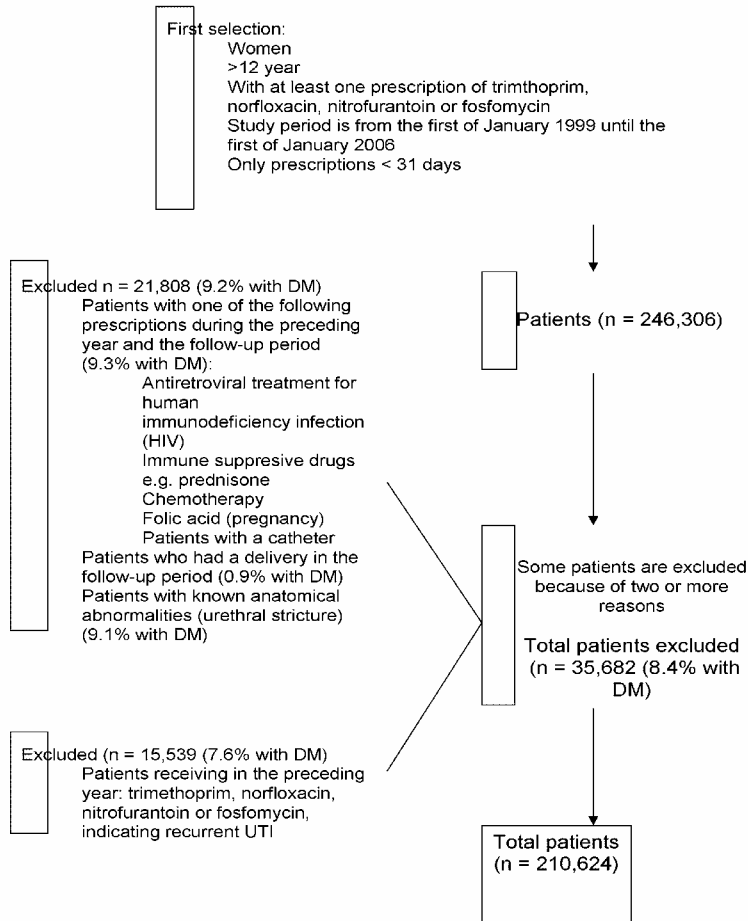 First selection:
Women
>12 year
With at least one prescription of trimthoprim,
norfloxacin, nitrofurantoin or fosfomycin
Study period is from the first of January 1999 until the
first of January 2006
Only prescriptions < 31 days
Patients (n = 246,306)
Excluded n = 21,808 (9.2% with DM)
Patients with one of the following
prescriptions during the preceding
year and the follow-up period
(9.3% with DM):
Antiretroviral treatment for
human
immunodeficiency infection
(HIV)
Immune suppresive drugs
e.g. prednisone
Chemotherapy
Folic acid (pregnancy)
Patients with a catheter
Patients who had a delivery in the
follow-up period (0.9% with DM)
Patients with known anatomical
abnormalities (urethral stricture)
(9.1% with DM)
Some patients are excluded
because of two or more
reasons
Total patients excluded
(n = 35,682 (8.4% with
DM)
Excluded (n = 15,539 (7.6% with DM)
Patients receiving in the preceding
year: trimethoprim, norfloxacin,
nitrofurantoin or fosfomycin,
indicating recurrent UTI
Total patients
(n = 210,624)